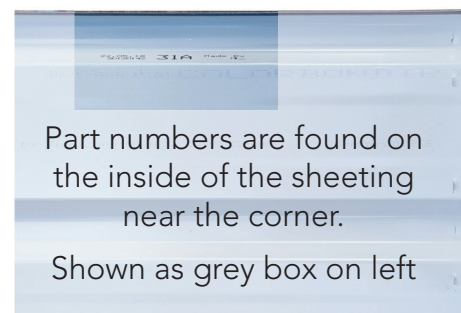 31A
COLORBOND
Part numbers are found on
the inside of the sheeting
near the corner.
Shown as grey box on left